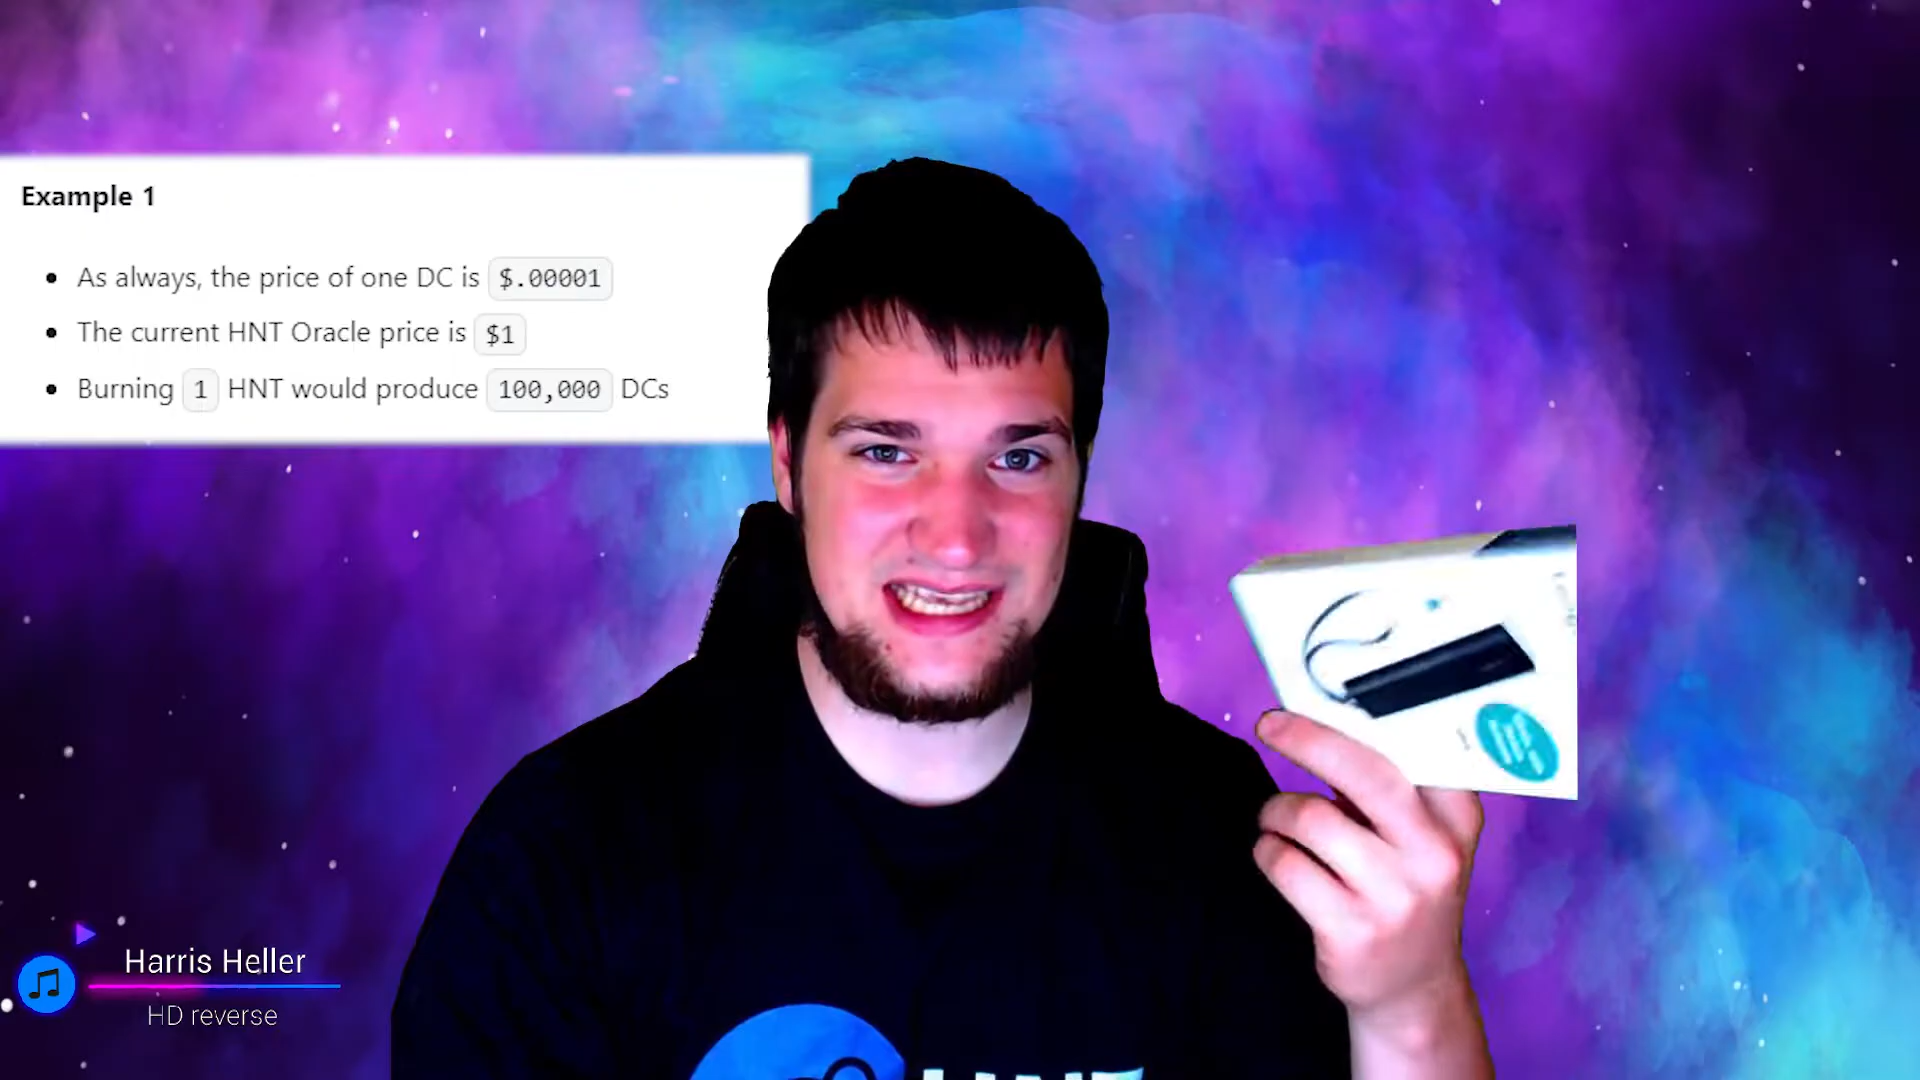 Example 1
As always, the price of one DC is $.00001
The current HNT Oracle price is $1
Burning 1 HNT would produce 100,000 DCs
Harris Heller
HD reverse